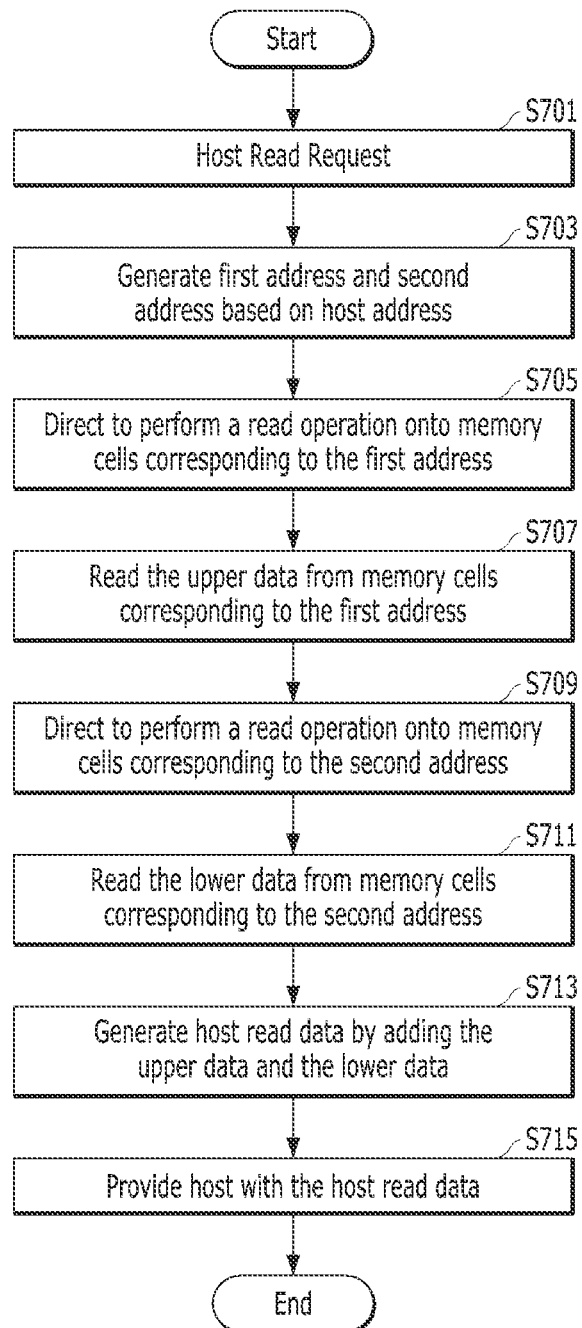 Start
S701
Host Read Request
S703
Generate first address and second
address based on host address
S705
Direct to perform a read operation onto memory
cells corresponding to the first address
S707
Read the upper data from memory cells
corresponding to the first address
S709
Direct to perform a read operation onto memory
cells corresponding to the second address
S711
Read the lower data from memory cells
corresponding to the second address
S713
Generate host read data by adding the
upper data and the lower data
S715
Provide host with the host read data
End